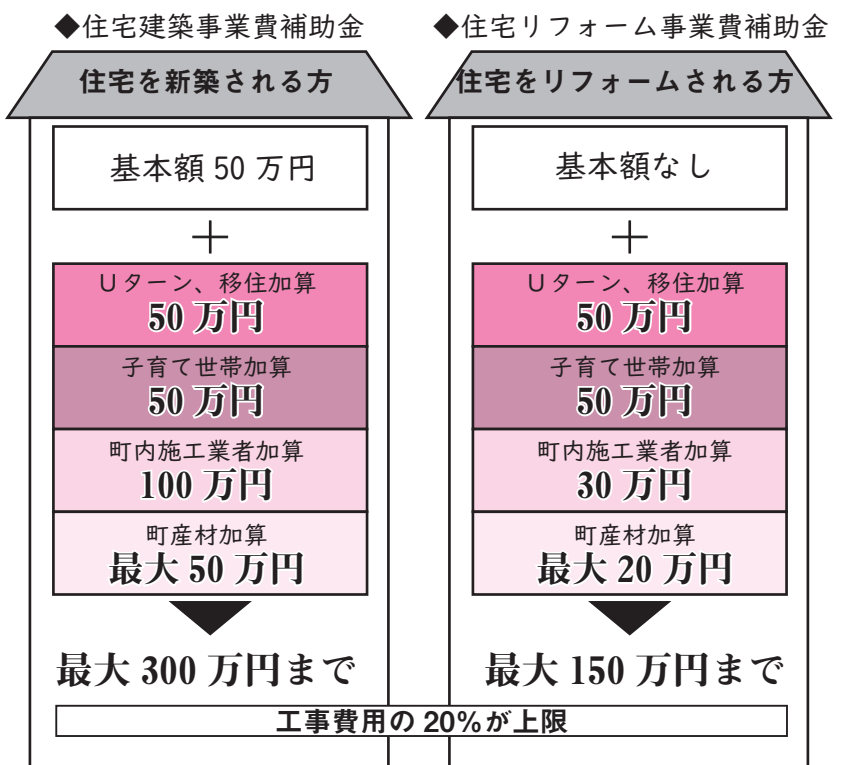 ◆住宅建築事業費補助金
住宅を新築される方
基本額 50 万円
＋
Uターン、移住加算
50 万円
子育て世帯加算
50 万円
町内施工業者加算
100 万円
町産材加算
最大 50 万円
最大 300 万円まで
◆住宅リフォーム事業費補助金
住宅をリフォームされる方
基本額なし
＋
Uターン、移住加算
50 万円
子育て世帯加算
50 万円
町内施工業者加算
30 万円
町産材加算
最大 20 万円
最大 150 万円まで
工事費用の 20%が上限